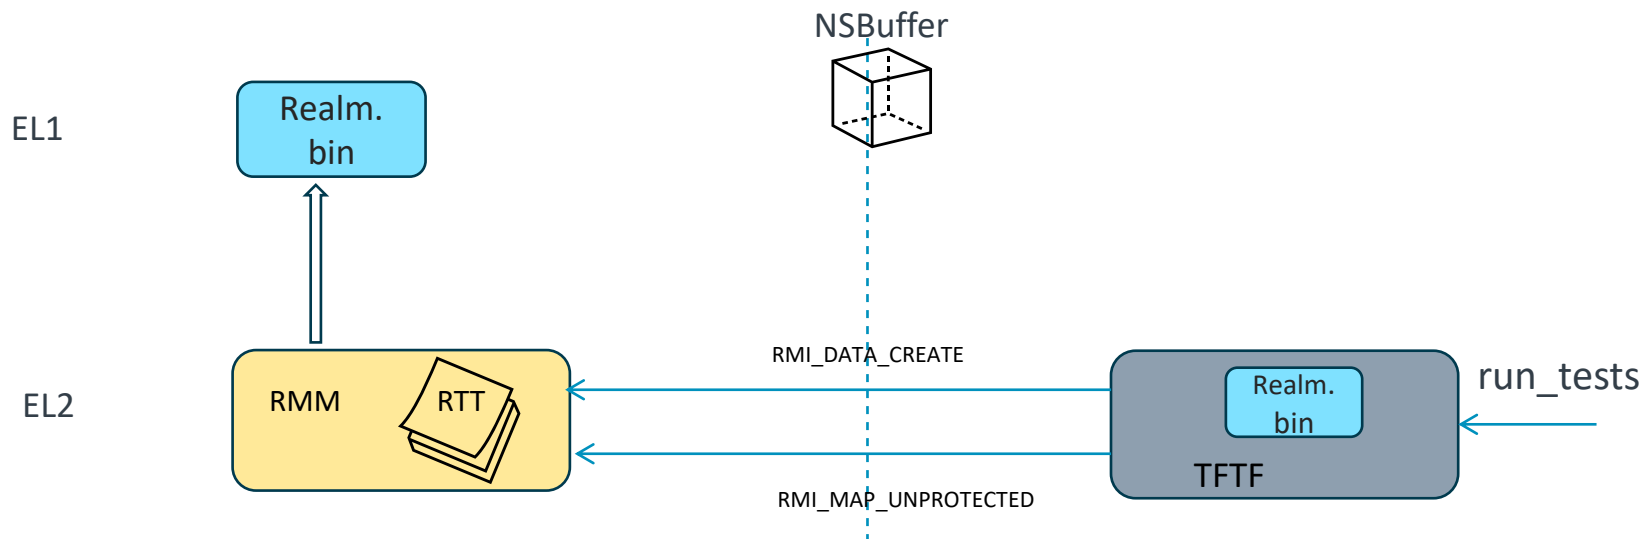 NSBuffer
EL1
Realm.
bin
RMI_DATA_CREATE
EL2
RMM
RTT
Realm.
bin
run_tests
TFTF
RMI_MAP_UNPROTECTED